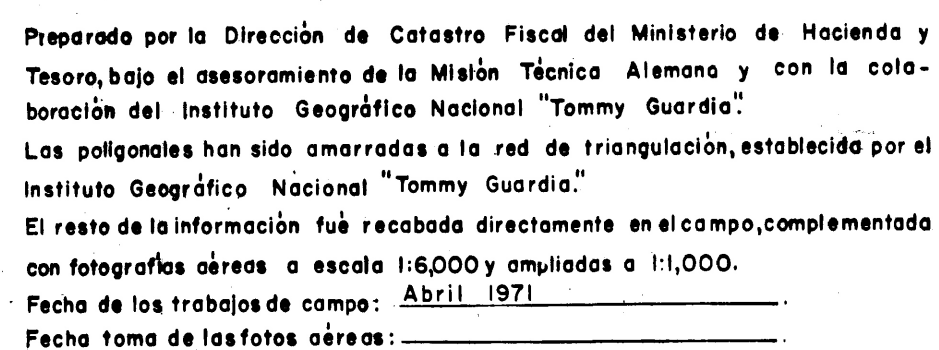 Preparado por la Dirección de Catastro Fiscal del Ministerio de Hacienda y
Tesoro, bajo el asesoramiento de la Misión Técnica Alemana y con la cola-
boración del Instituto Geográfico Nacional "Tommy Guardia".
Las poligonales han sido amarradas a la red de triangulación, establecida por el
Instituto Geográfico Nacional "Tommy Guardia."
El resto de la información fuè recabada directamente en el campo, complementada
con fotografías aéreas a escala 1:6,000 y ampliadas a 1:1,000.
Fecha de los trabajos de campo: Abril 1971.
Fecha toma de las fotos aéreas: .